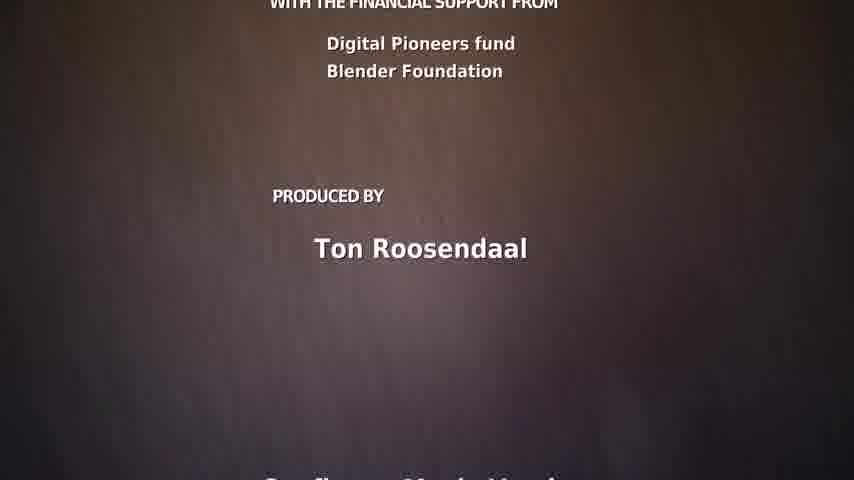 WITH THE FINANCIAL SUPPORT FROM
Digital Pioneers fund
Blender Foundation
PRODUCED BY
Ton Roosendaal